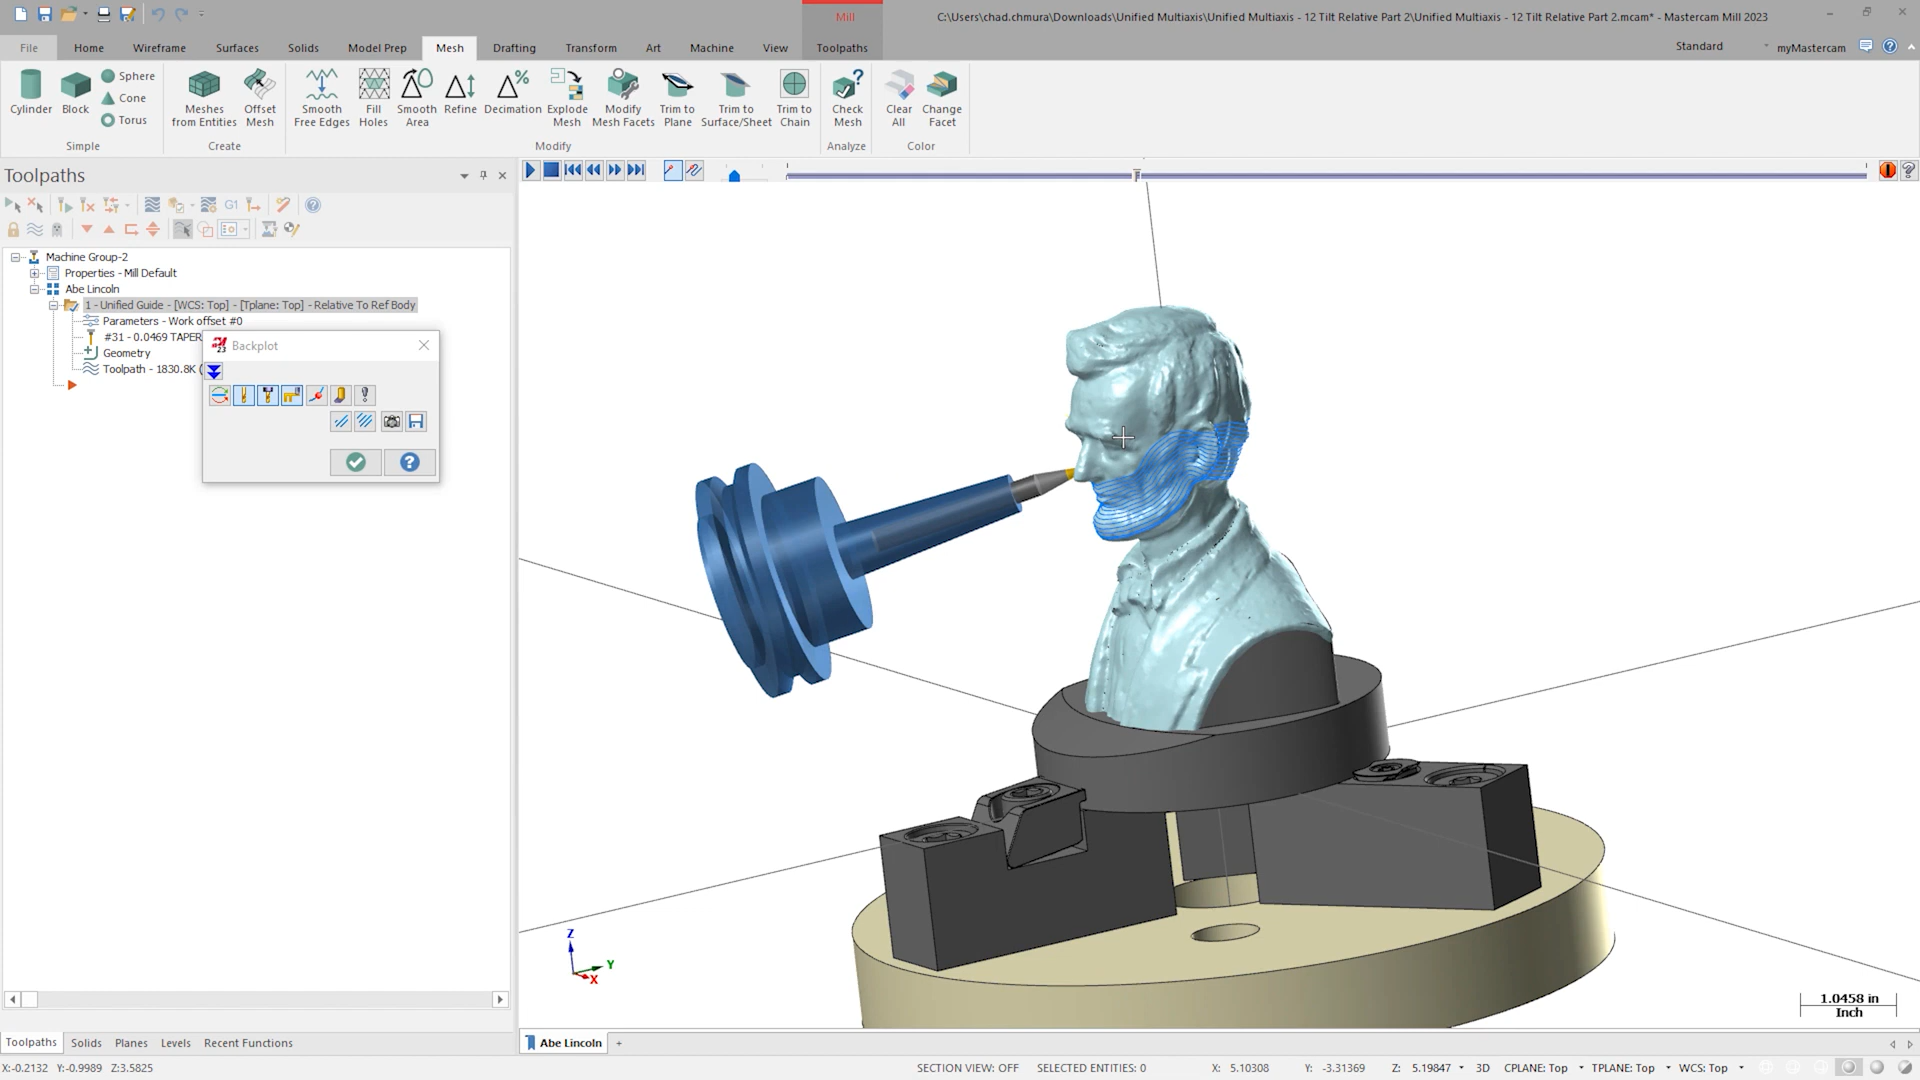 Mill
C:\Users\chad.chmura\Downloads\Unified Multiaxis\Unified Multiaxis - 12 Tilt Relative Part 2\Unified Multiaxis - 12 Tilt Relative Part 2.mcam* - Mastercam Mill 2023
File Home Wireframe Surfaces Solids Model Prep Mesh Drafting Transform Art Machine View Toolpaths
Standard myMastercam
Cylinder
Block
Sphere
Cone
Torus
Simple
Meshes
from Entities
Offset
Mesh
Create
Smooth
Free Edges
Fill
Holes
Smooth
Area
Refine
Decimation
Explode
Mesh
Modify
Mesh Facets
Trim to
Plane
Trim to
Surface/Sheet
Trim to
Chain
Modify
Check
Mesh
Analyze
Clear
All
Change
Facet
Color
Toolpaths
G1
Machine Group-2
Properties - Mill Default
Abe Lincoln
1 - Unified Guide - [WCS: Top] - [Tplane: Top] - Relative To Ref Body
Parameters - Work offset #0
#31 - 0.0469 TAPER
Geometry
Toolpath - 1830.8K (
Backplot
Z
Y
X
1.0458 in
Inch
Toolpaths Solids Planes Levels Recent Functions
Abe Lincoln +
X:-0.2132 Y:-0.9989 Z:3.5825
SECTION VIEW: OFF SELECTED ENTITIES: 0 X: 5.10308 Y: -3.31369 Z: 5.19847 3D CPLANE: Top TPLANE: Top WCS: Top